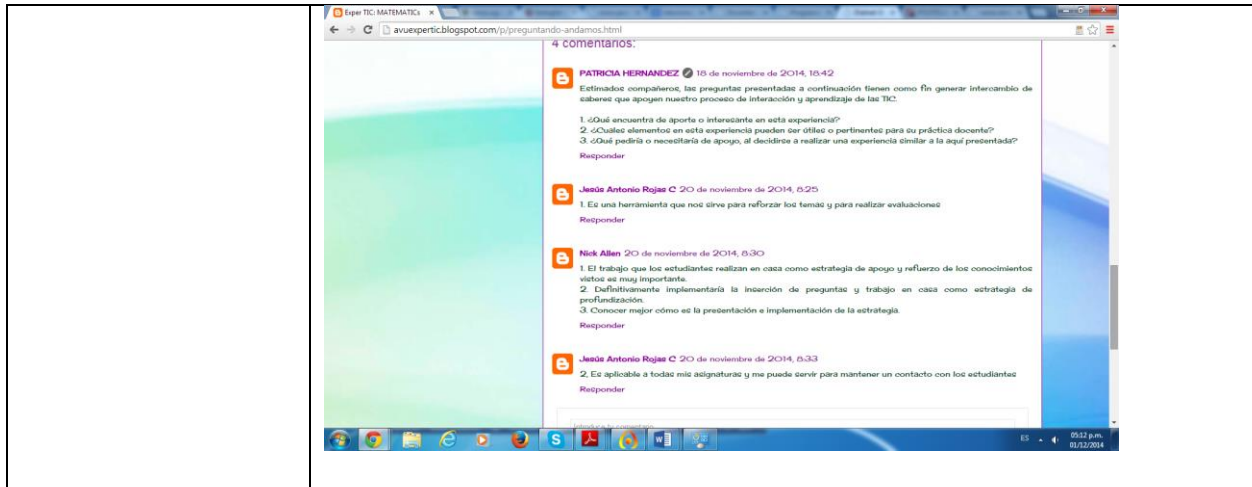 Exper TIC: MATEMATICs
avuexpertic.blogspot.com/p/preguntando-andamos.html
4 comentarios:
PATRICIA HERNANDEZ 18 de noviembre de 2014, 18:42
Estimados compañeros, las preguntas presentadas a continuación tienen como fin generar intercambio de
saberes que apoyen nuestro proceso de interacción y aprendizaje de las TIC.
1. ¿Qué encuentra de aporte o interesante en esta experiencia?
2. ¿Cuáles elementos en esta experiencia pueden ser útiles o pertinentes para su práctica docente?
3. ¿Qué pediría o necesitaría de apoyo, al decidirse a realizar una experiencia similar a la aquí presentada?
Responder
Jesús Antonio Rojas C 20 de noviembre de 2014, 8:25
1. Es una herramienta que nos sirve para reforzar los temas y para realizar evaluaciones
Responder
Nick Allen 20 de noviembre de 2014, 8:30
1. El trabajo que los estudiantes realizan en casa como estrategia de apoyo y refuerzo de los conocimientos
vistos es muy importante.
2. Definitivamente implementaría la inserción de preguntas y trabajo en casa como estrategia de
profundización.
3. Conocer mejor cómo es la presentación e implementación de la estrategia.
Responder
Jesús Antonio Rojas C 20 de noviembre de 2014, 8:33
2. Es aplicable a todas mis asignaturas y me puede servir para mantener un contacto con los estudiantes
Responder
Introduce tu comentario
ES
05:12 p.m.
01/12/2014